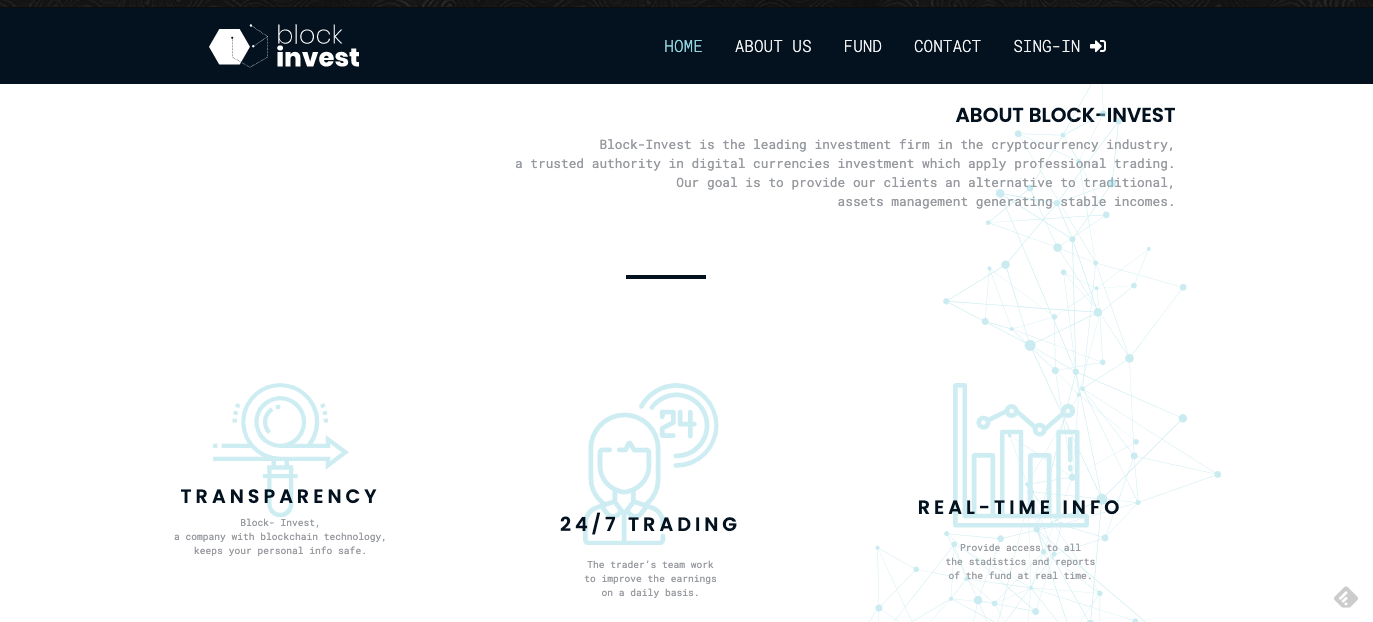 block
invest
HOME ABOUT US FUND CONTACT SING-IN
ABOUT BLOCK-INVEST
Block-Invest is the leading investment firm in the cryptocurrency industry,
a trusted authority in digital currencies investment which apply professional trading.
Our goal is to provide our clients an alternative to traditional,
assets management generating stable incomes.
TRANSPARENCY
Block- Invest,
a company with blockchain technology,
keeps your personal info safe.
24
24/7 TRADING
The trader's team work
to improve the earnings
on a daily basis.
REAL-TIME INFO
Provide access to all
the stadistics and reports
of the fund at real time.